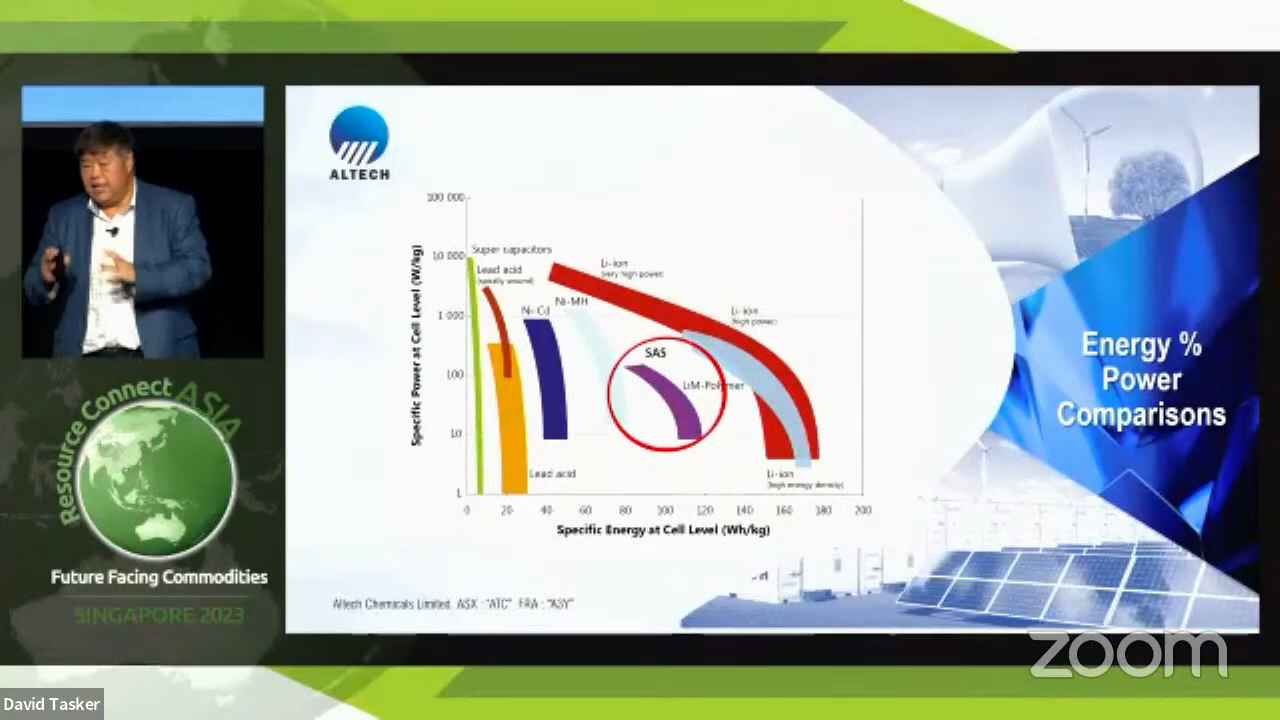 ALTECH
100 000
10 000
1 000
100
10
1
Specific Power at Cell Level (W/kg)
Super capacitors
Lead acid
(spirally wound)
Ni-Cd
Ni-MH
Li-ion
(very high power)
Li-ion
(high power)
SAS
LiM-Polymer
Lead acid
Li-ion
(high energy density)
0 20 40 60 80 100 120 140 160 180 200
Specific Energy at Cell Level (Wh/kg)
Energy %
Power
Comparisons
Altech Chemicals Limited ASX : "ATC" FRA : "A3Y"
Resource Connect ASIA
Future Facing Commodities
SINGAPORE 2023
zoom
David Tasker